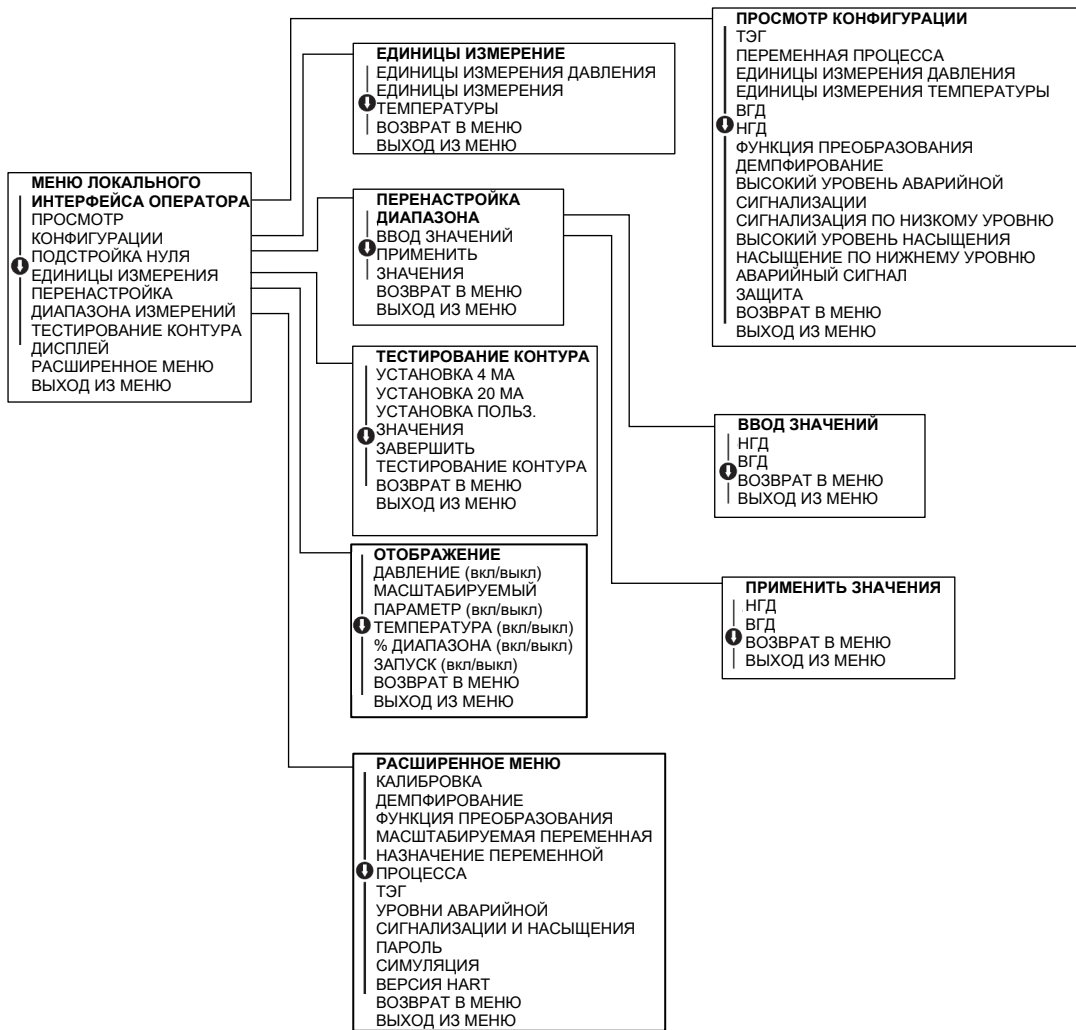 МЕНЮ ЛОКАЛЬНОГО
ИНТЕРФЕЙСА ОПЕРАТОРА
ПРОСМОТР
КОНФИГУРАЦИИ
ПОДСТРОЙКА НУЛЯ
ЕДИНИЦЫ ИЗМЕРЕНИЯ
ПЕРЕНАСТРОЙКА
ДИАПАЗОНА ИЗМЕРЕНИЙ
ТЕСТИРОВАНИЕ КОНТУРА
ДИСПЛЕЙ
РАСШИРЕННОЕ МЕНЮ
ВЫХОД ИЗ МЕНЮ
ЕДИНИЦЫ ИЗМЕРЕНИЕ
ЕДИНИЦЫ ИЗМЕРЕНИЯ ДАВЛЕНИЯ
ЕДИНИЦЫ ИЗМЕРЕНИЯ
ТЕМПЕРАТУРЫ
ВОЗВРАТ В МЕНЮ
ВЫХОД ИЗ МЕНЮ
ПЕРЕНАСТРОЙКА
ДИАПАЗОНА
ВВОД ЗНАЧЕНИЙ
ПРИМЕНИТЬ
ЗНАЧЕНИЯ
ВОЗВРАТ В МЕНЮ
ВЫХОД ИЗ МЕНЮ
ТЕСТИРОВАНИЕ КОНТУРА
УСТАНОВКА 4 МА
УСТАНОВКА 20 МА
УСТАНОВКА ПОЛЬЗ.
ЗНАЧЕНИЯ
ЗАВЕРШИТЬ
ТЕСТИРОВАНИЕ КОНТУРА
ВОЗВРАТ В МЕНЮ
ВЫХОД ИЗ МЕНЮ
ОТОБРАЖЕНИЕ
ДАВЛЕНИЕ (вкл/выкл)
МАСШТАБИРУЕМЫЙ
ПАРАМЕТР (вкл/выкл)
ТЕМПЕРАТУРА (вкл/выкл)
% ДИАПАЗОНА (вкл/выкл)
ЗАПУСК (вкл/выкл)
ВОЗВРАТ В МЕНЮ
ВЫХОД ИЗ МЕНЮ
РАСШИРЕННОЕ МЕНЮ
КАЛИБРОВКА
ДЕМПФИРОВАНИЕ
ФУНКЦИЯ ПРЕОБРАЗОВАНИЯ
МАСШТАБИРУЕМАЯ ПЕРЕМЕННАЯ
НАЗНАЧЕНИЕ ПЕРЕМЕННОЙ
ПРОЦЕССА
ТЭГ
УРОВНИ АВАРИЙНОЙ
СИГНАЛИЗАЦИИ И НАСЫЩЕНИЯ
ПАРОЛЬ
СИМУЛЯЦИЯ
ВЕРСИЯ HART
ВОЗВРАТ В МЕНЮ
ВЫХОД ИЗ МЕНЮ
ПРОСМОТР КОНФИГУРАЦИИ
ТЭГ
ПЕРЕМЕННАЯ ПРОЦЕССА
ЕДИНИЦЫ ИЗМЕРЕНИЯ ДАВЛЕНИЯ
ЕДИНИЦЫ ИЗМЕРЕНИЯ ТЕМПЕРАТУРЫ
ВГД
НГД
ФУНКЦИЯ ПРЕОБРАЗОВАНИЯ
ДЕМПФИРОВАНИЕ
ВЫСОКИЙ УРОВЕНЬ АВАРИЙНОЙ
СИГНАЛИЗАЦИИ
СИГНАЛИЗАЦИЯ ПО НИЗКОМУ УРОВНЮ
ВЫСОКИЙ УРОВЕНЬ НАСЫЩЕНИЯ
НАСЫЩЕНИЕ ПО НИЖНЕМУ УРОВНЮ
АВАРИЙНЫЙ СИГНАЛ
ЗАЩИТА
ВОЗВРАТ В МЕНЮ
ВЫХОД ИЗ МЕНЮ
ВВОД ЗНАЧЕНИЙ
НГД
ВГД
ВОЗВРАТ В МЕНЮ
ВЫХОД ИЗ МЕНЮ
ПРИМЕНИТЬ ЗНАЧЕНИЯ
НГД
ВГД
ВОЗВРАТ В МЕНЮ
ВЫХОД ИЗ МЕНЮ